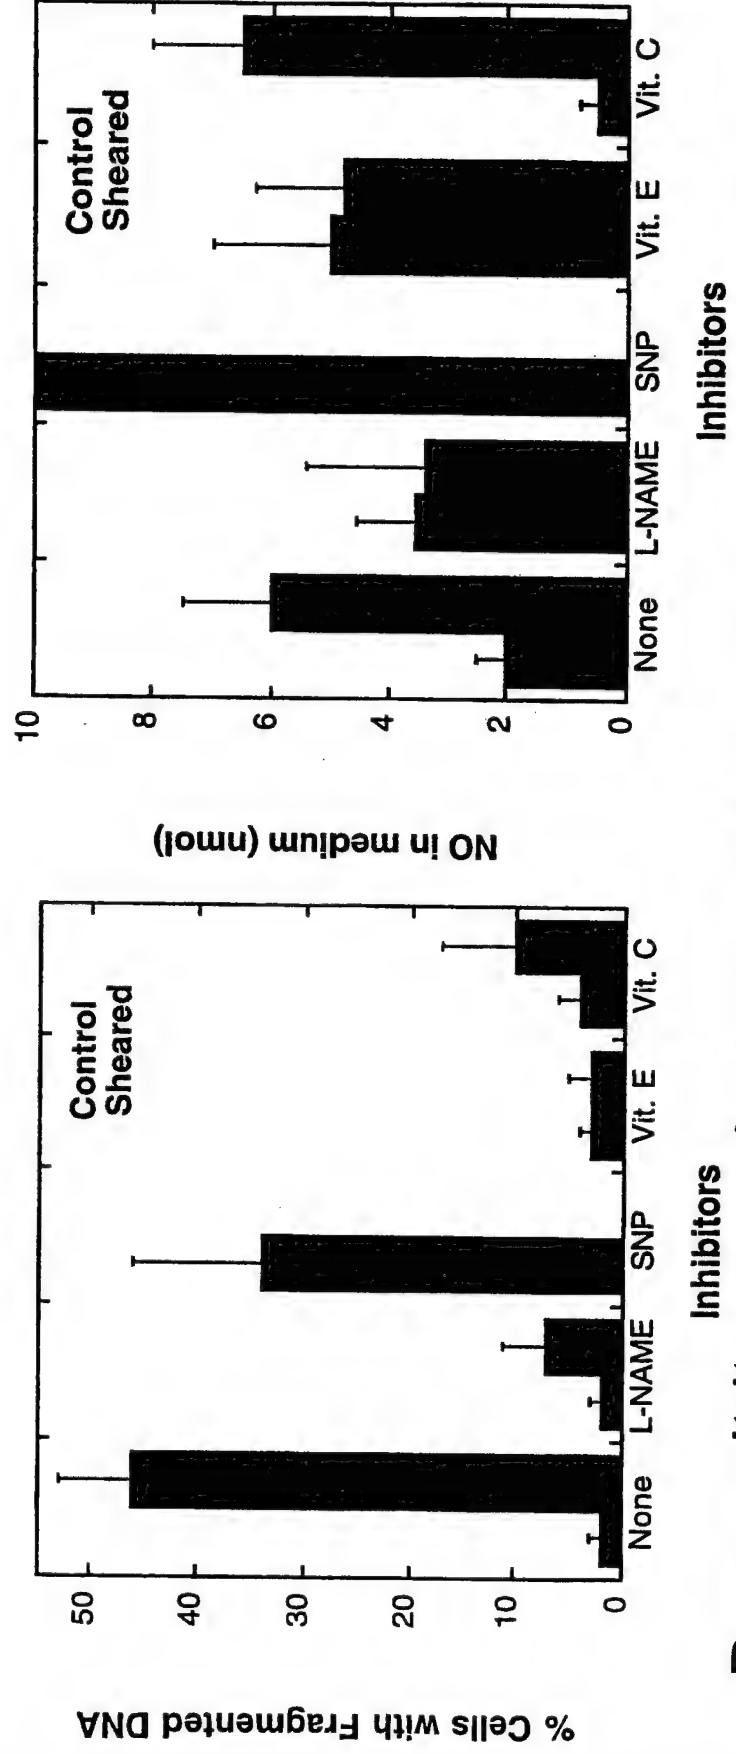 % Cells with Fragmented DNA
50
40
30
20
10
0
Control
Sheared
None
L-NAME
SNP
Vit. E
Vit. C
Inhibitors
NO in medium (nmol)
10
8
6
4
2
0
Control
Sheared
None
L-NAME
SNP
Vit. E
Vit. C
Inhibitors